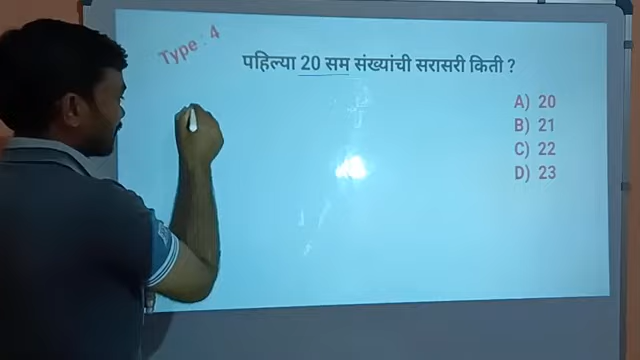 Type : 4
पहिल्या 20 सम संख्यांची सरासरी किती ?
A) 20
B) 21
C) 22
D) 23